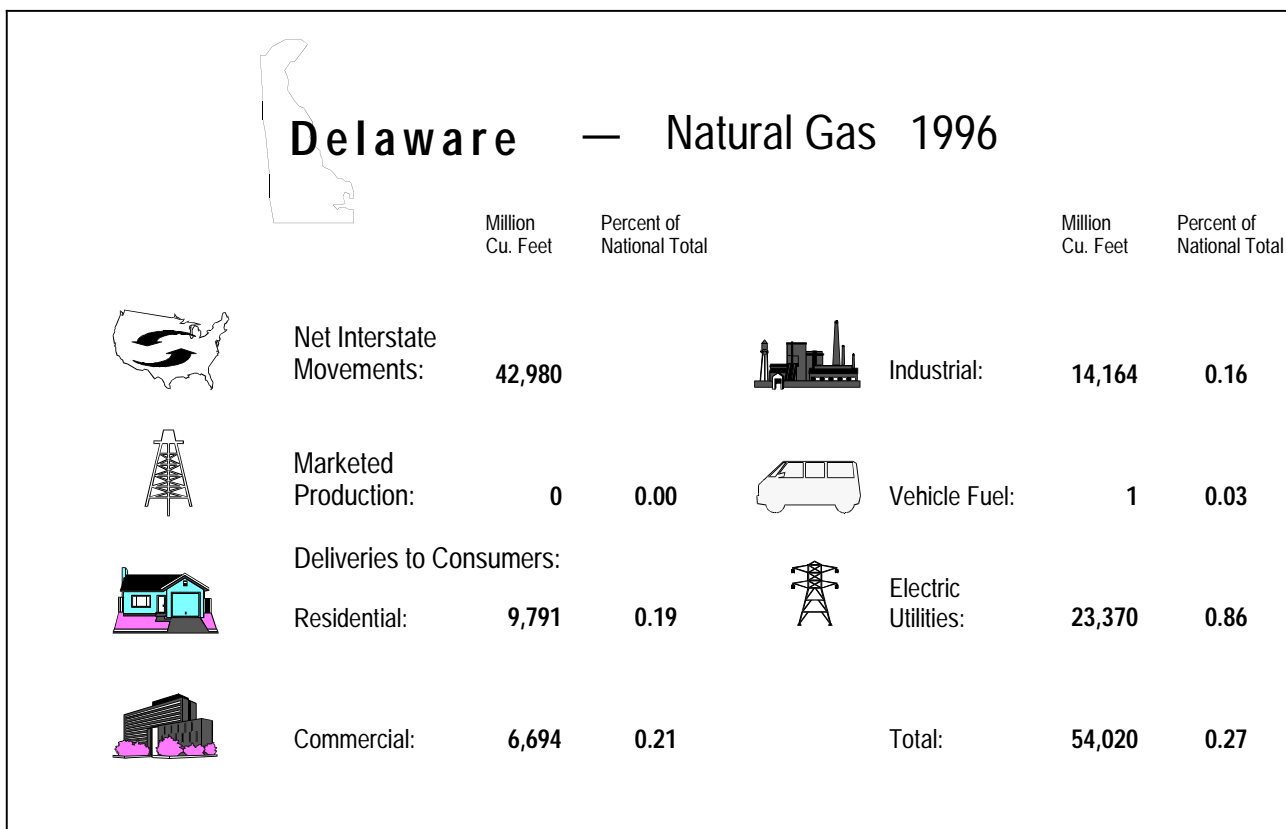 Delaware — Natural Gas 1996
Million
Cu. Feet
Percent of
National Total
Million
Cu. Feet
Percent of
National Total
Net Interstate
Movements: 42,980
Marketed
Production: 0 0.00
Deliveries to Consumers:
Residential: 9,791 0.19
Commercial: 6,694 0.21
Industrial: 14,164 0.16
Vehicle Fuel: 1 0.03
Electric
Utilities: 23,370 0.86
Total: 54,020 0.27